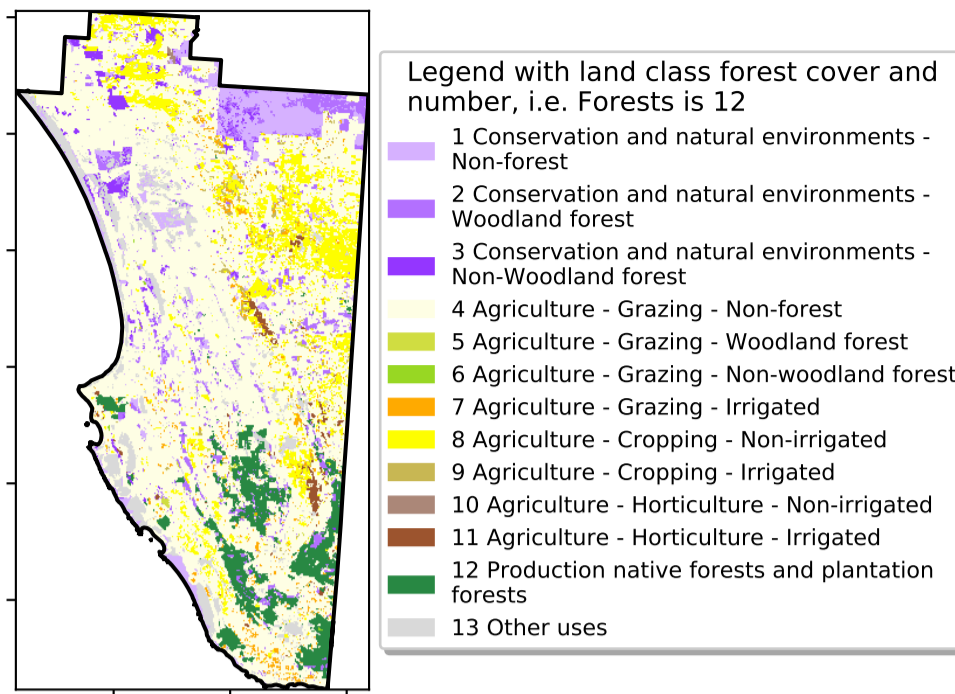 Legend with land class forest cover and
number, i.e. Forests is 12
1 Conservation and natural environments -
Non-forest
2 Conservation and natural environments -
Woodland forest
3 Conservation and natural environments -
Non-Woodland forest
4 Agriculture - Grazing - Non-forest
5 Agriculture - Grazing - Woodland forest
6 Agriculture - Grazing - Non-woodland forest
7 Agriculture - Grazing - Irrigated
8 Agriculture - Cropping - Non-irrigated
9 Agriculture - Cropping - Irrigated
10 Agriculture - Horticulture - Non-irrigated
11 Agriculture - Horticulture - Irrigated
12 Production native forests and plantation
forests
13 Other uses